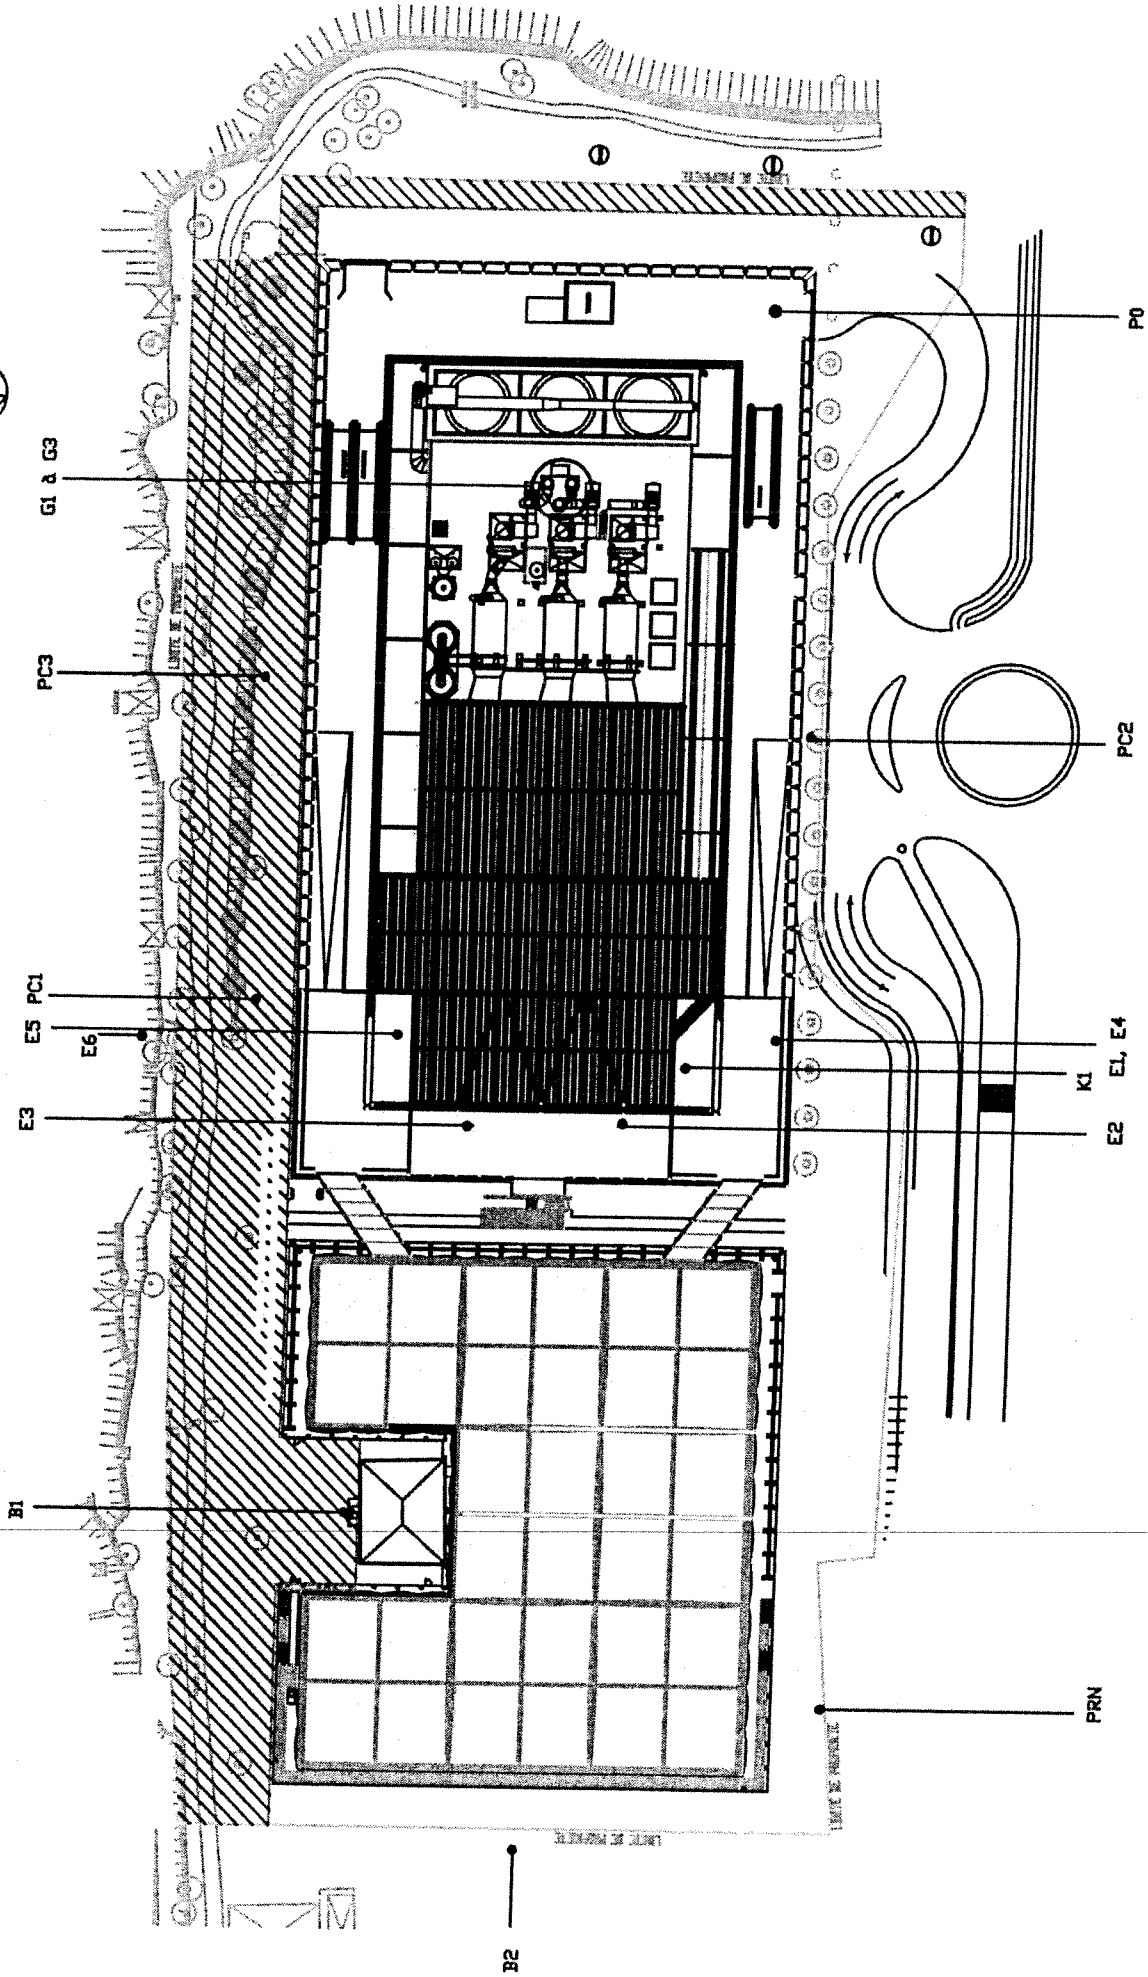 G1 à G3
PC3
PC1
E5
E6
E3
B1
P0
PC2
E1, E4
K1
E2
PRN
B2
LIMITE DE PROPRIETE
LIMITE DE PROPRIETE
LIMITE DE PROPRIETE
LIMITE DE PROPRIETE